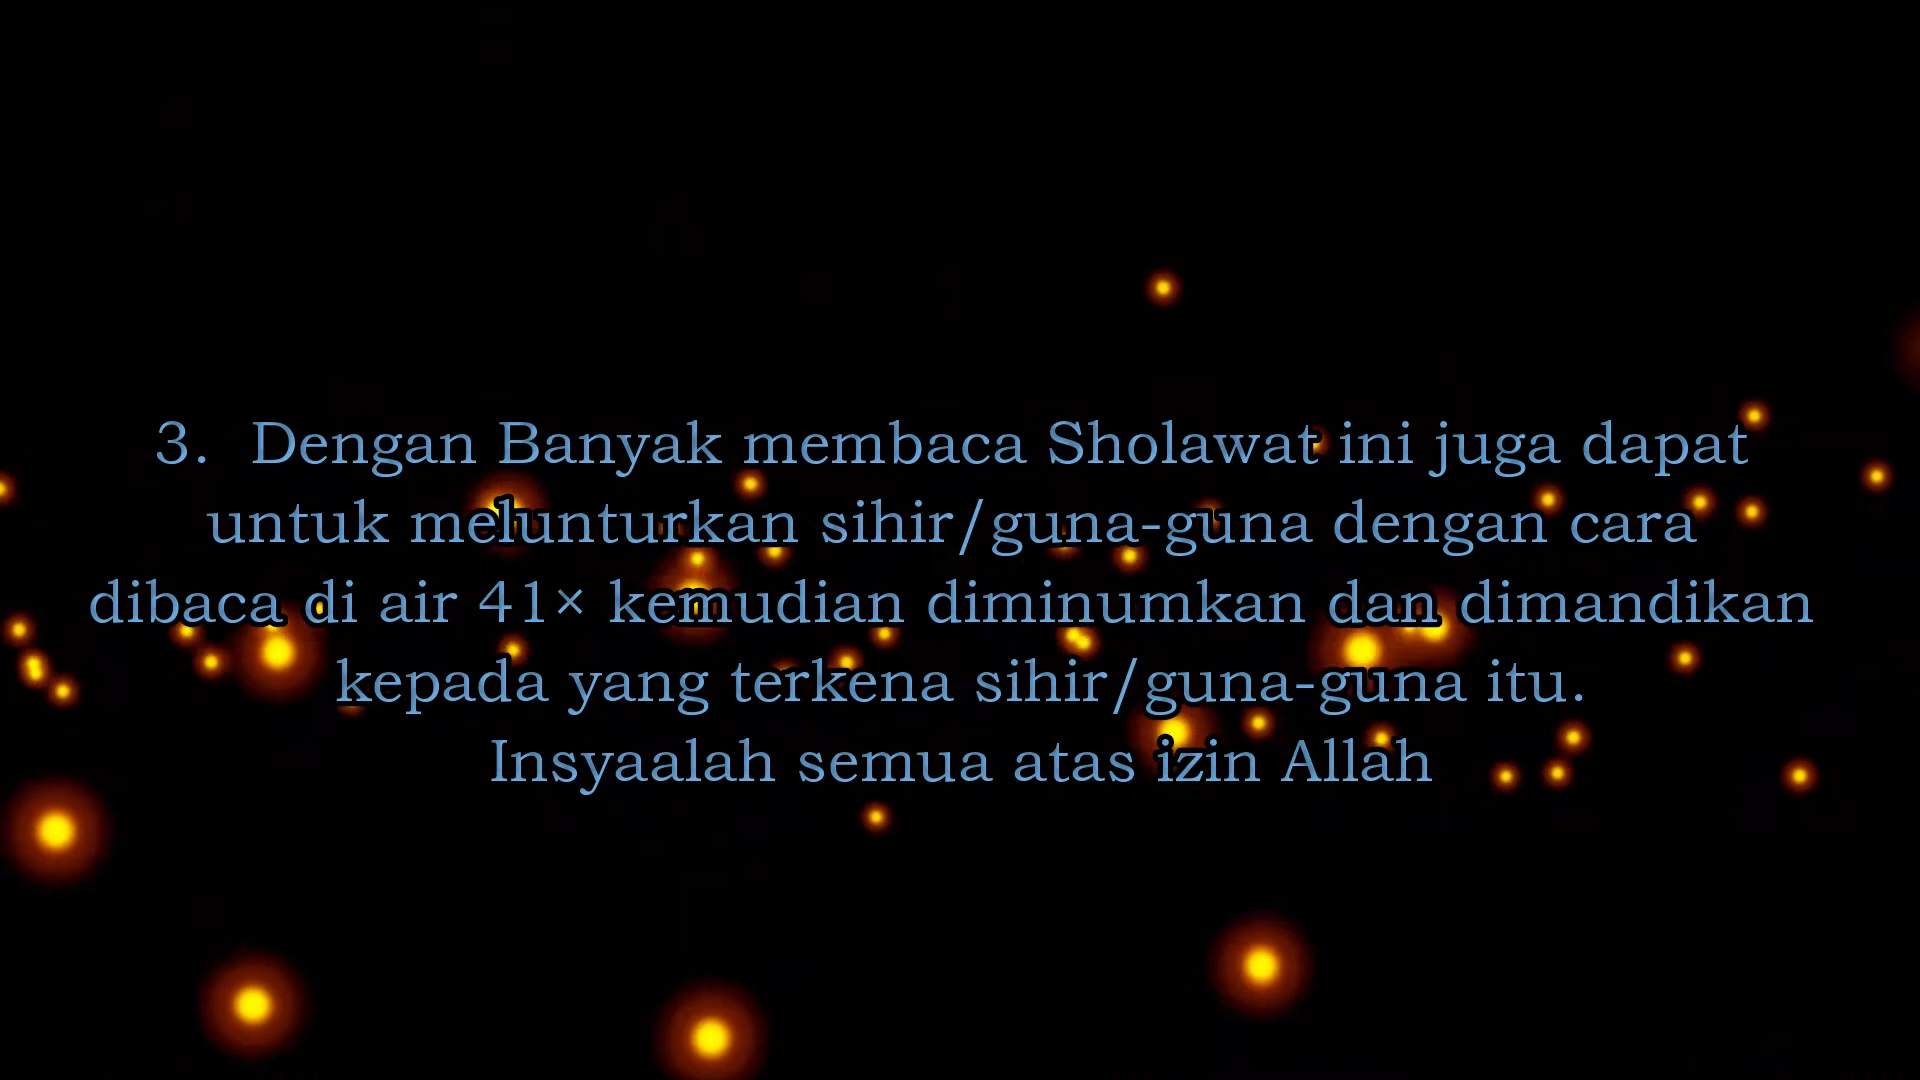 3.  Dengan Banyak membaca Sholawat ini juga dapat
untuk melunturkan sihir/guna-guna dengan cara
dibaca di air 41× kemudian diminumkan dan dimandikan
kepada yang terkena sihir/guna-guna itu.
Insyaalah semua atas izin Allah